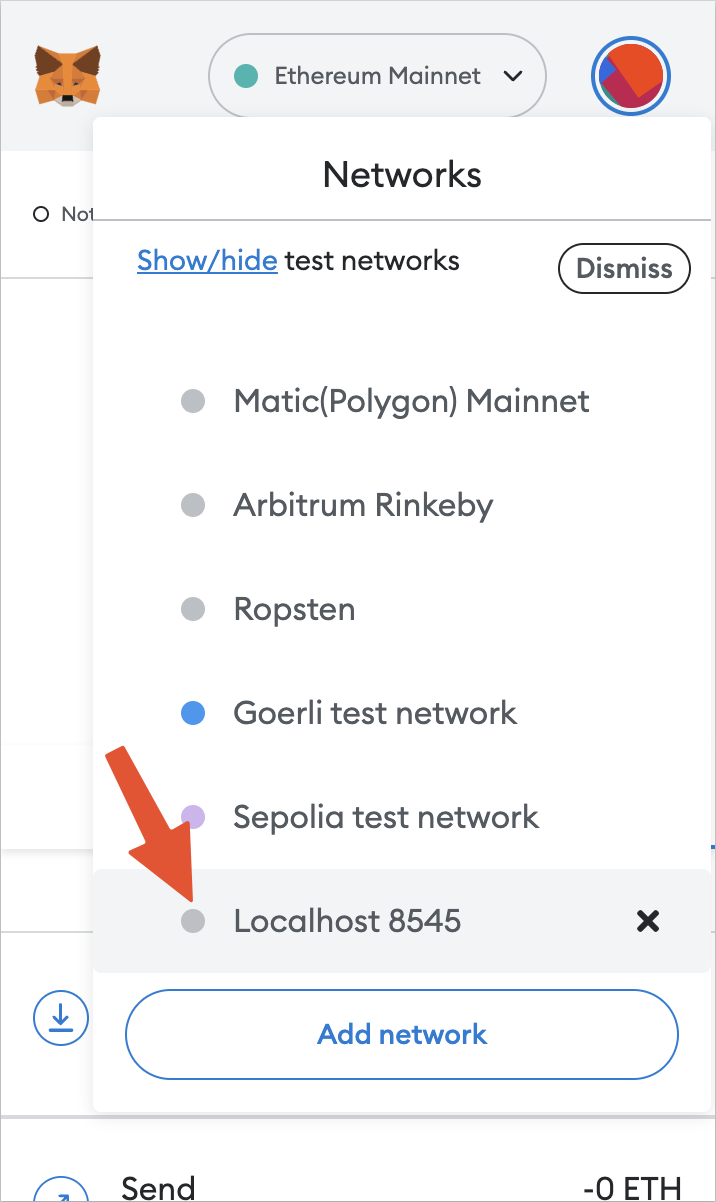 Ethereum Mainnet
Networks
Not
Show/hide test networks
Dismiss
Matic(Polygon) Mainnet
Arbitrum Rinkeby
Ropsten
Goerli test network
Sepolia test network
Localhost 8545
Add network
Send
-0 ETH